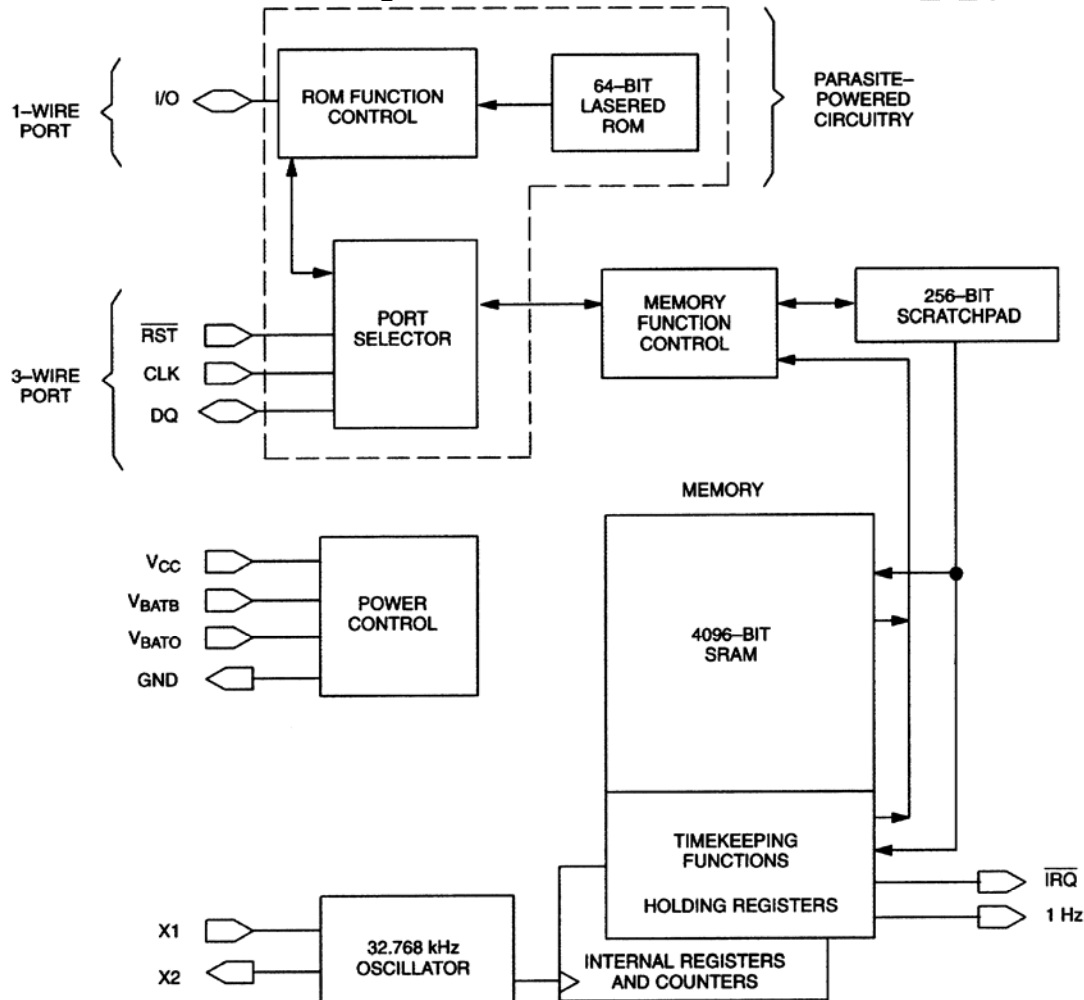 1–WIRE
PORT
I/O
ROM FUNCTION
CONTROL
64–BIT
LASERED
ROM
PARASITE–
POWERED
CIRCUITRY
3–WIRE
PORT
RST
CLK
DQ
PORT
SELECTOR
MEMORY
FUNCTION
CONTROL
256–BIT
SCRATCHPAD
MEMORY
VCC
VBATB
VBATO
GND
POWER
CONTROL
4096–BIT
SRAM
TIMEKEEPING
FUNCTIONS
HOLDING REGISTERS
IRQ
1 Hz
X1
X2
32.768 kHz
OSCILLATOR
INTERNAL REGISTERS
AND COUNTERS